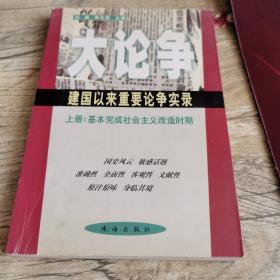 大论争
建国以来重要论争实录
上册：基本完成社会主义改造时期
国史风云 敏感话题
准确性 全面性 客观性 文献性
原汁原味 身临其境
珠海出版社